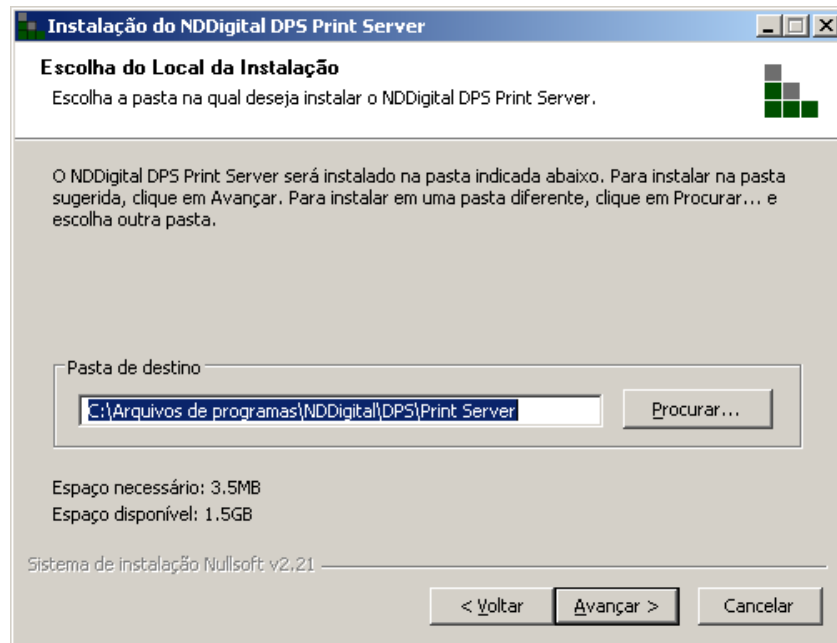 Instalação do NDDigital DPS Print Server
Escolha do Local da Instalação
Escolha a pasta na qual deseja instalar o NDDigital DPS Print Server.
O NDDigital DPS Print Server será instalado na pasta indicada abaixo. Para instalar na pasta
sugerida, clique em Avançar. Para instalar em uma pasta diferente, clique em Procurar... e
escolha outra pasta.
Pasta de destino
C:\Arquivos de programas\NDDigital\DPS\Print Server
Procurar...
Espaço necessário: 3.5MB
Espaço disponível: 1.5GB
Sistema de instalação Nullsoft v2.21
< Voltar Avançar > Cancelar